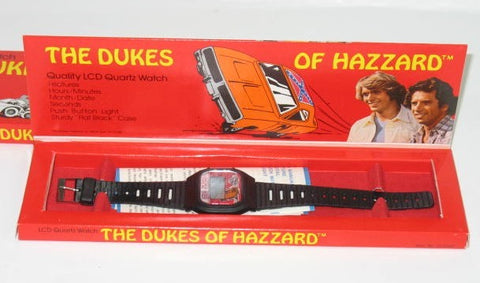 THE DUKES OF HAZZARD™
Quality LCD Quartz Watch
Features
Hour/Minutes
Month-Date
Seconds
Push Button Light
Sturdy "Flat Black" Case
LCD Quartz Watch THE DUKES OF HAZZARD™